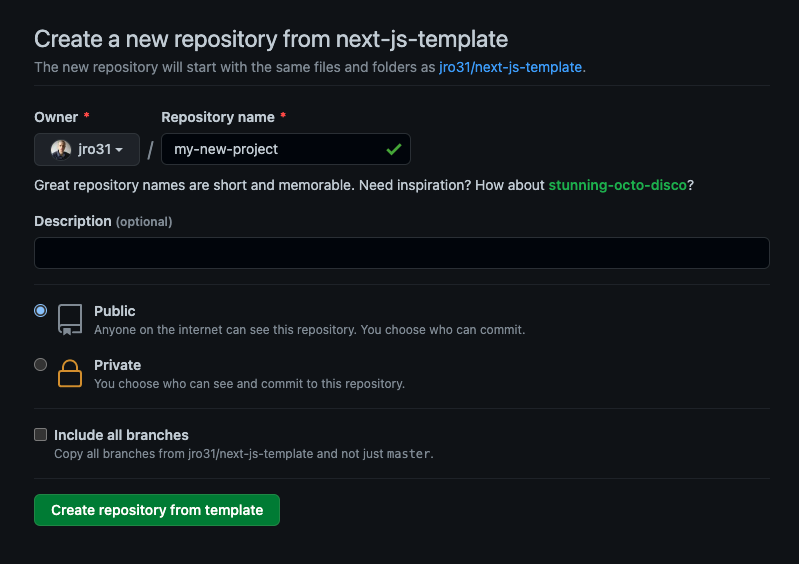 Create a new repository from next-js-template
The new repository will start with the same files and folders as jro31/next-js-template.
Owner * Repository name *
jro31 / my-new-project
Great repository names are short and memorable. Need inspiration? How about stunning-octo-disco?
Description (optional)
Public
Anyone on the internet can see this repository. You choose who can commit.
Private
You choose who can see and commit to this repository.
Include all branches
Copy all branches from jro31/next-js-template and not just master.
Create repository from template